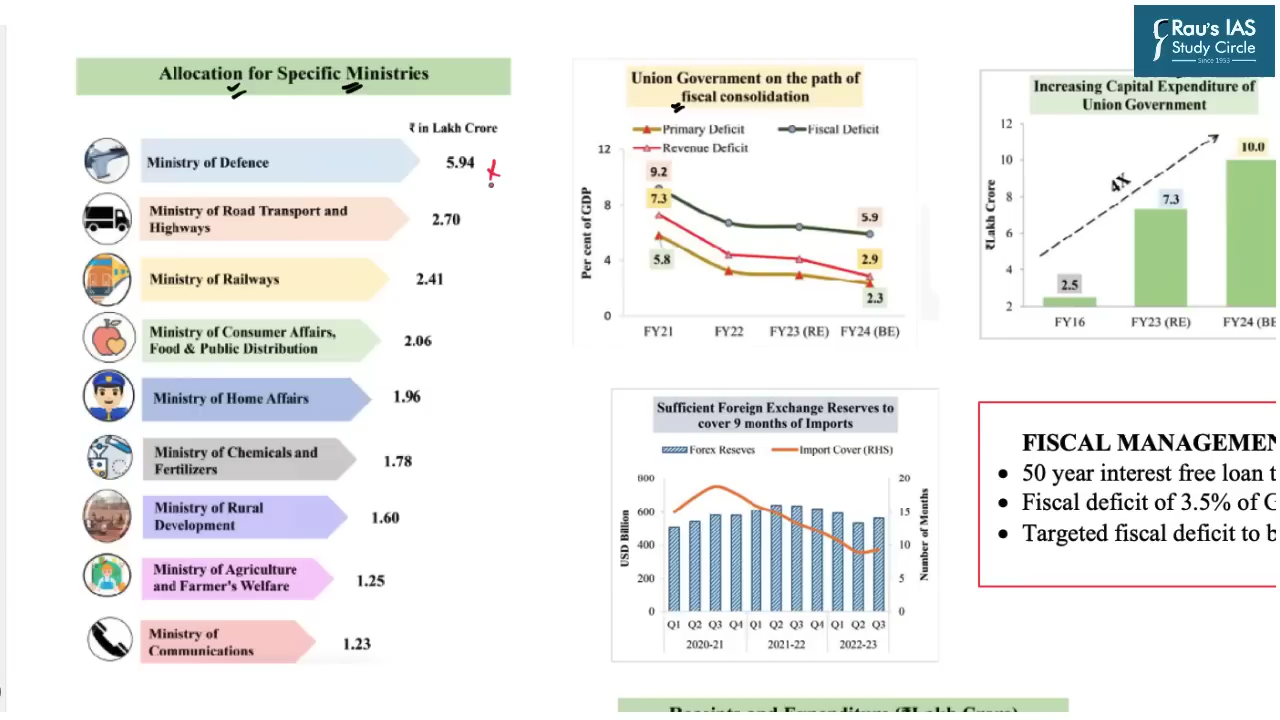 Rau's IAS
Study Circle
Since 1953
Allocation for Specific Ministries
₹ in Lakh Crore
Ministry of Defence 5.94
Ministry of Road Transport and
Highways 2.70
Ministry of Railways 2.41
Ministry of Consumer Affairs,
Food & Public Distribution 2.06
Ministry of Home Affairs 1.96
Ministry of Chemicals and
Fertilizers 1.78
Ministry of Rural
Development 1.60
Ministry of Agriculture
and Farmer's Welfare 1.25
Ministry of
Communications 1.23
Union Government on the path of
fiscal consolidation
Primary Deficit Fiscal Deficit
Revenue Deficit
Per cent of GDP
12
8
4
0
9.2
7.3
5.8
5.9
2.9
2.3
FY21 FY22 FY23 (RE) FY24 (BE)
Increasing Capital Expenditure of
Union Government
₹Lakh Crore
12
10
8
6
4
2
4X
2.5
7.3
10.0
FY16 FY23 (RE) FY24 (BE)
Sufficient Foreign Exchange Reserves to
cover 9 months of Imports
Forex Reseves Import Cover (RHS)
USD Billion
800
600
400
200
0
20
15
10
5
0
Number of Months
Q1 Q2 Q3 Q4 Q1 Q2 Q3 Q4 Q1 Q2 Q3
2020-21 2021-22 2022-23
FISCAL MANAGEMEN
• 50 year interest free loan t
• Fiscal deficit of 3.5% of G
• Targeted fiscal deficit to b
Receipts and Expenditure (₹Lakh Crore)